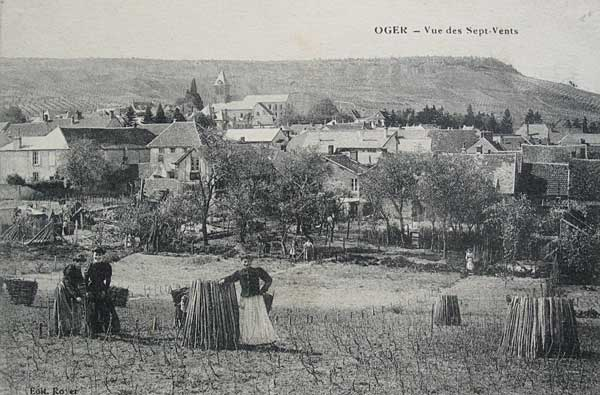 OGER – Vue des Sept-Vents
Edit. Royer